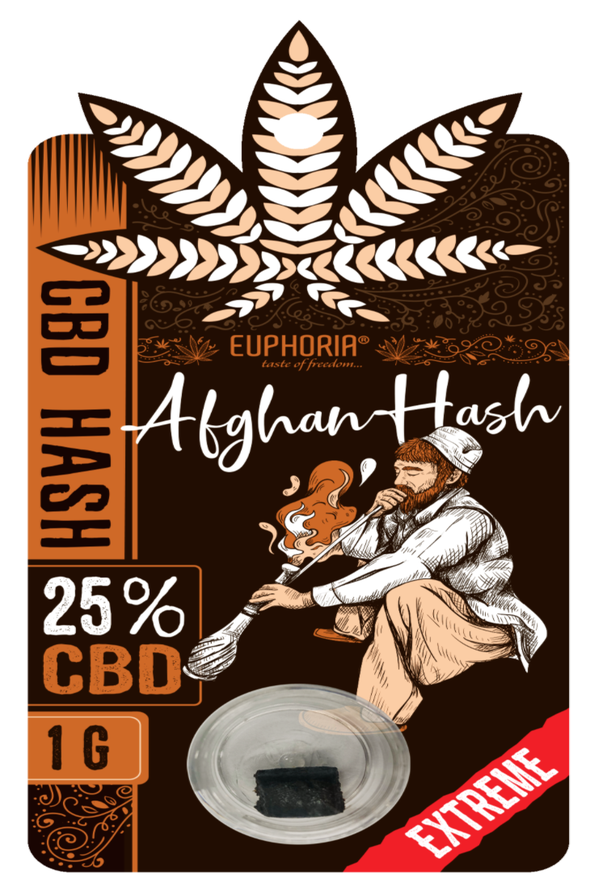 EUPHORIA®
taste of freedom...
Afghan Hash
CBD HASH
25%
CBD
1 G
EXTREME